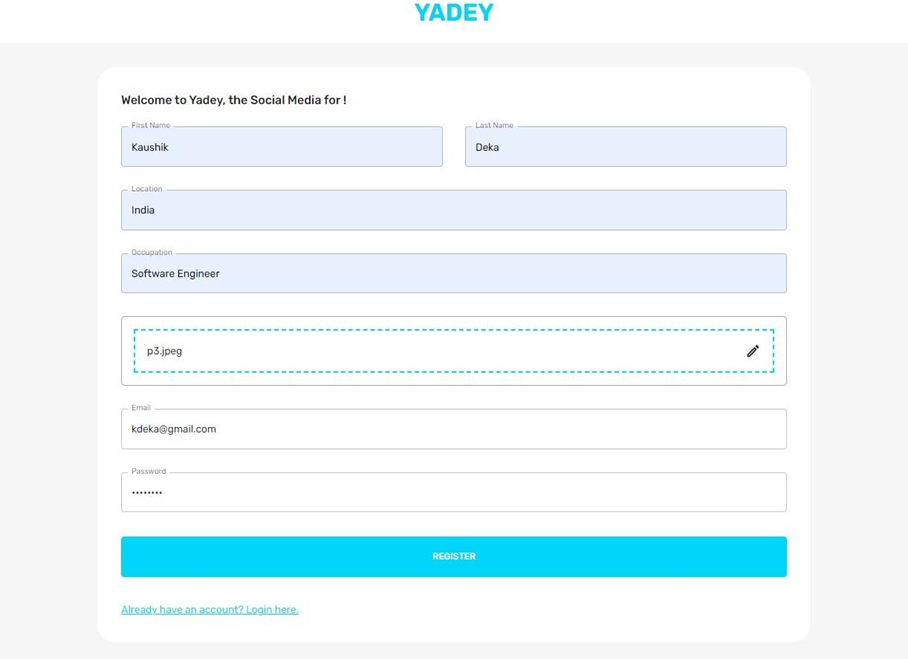 YADEY
Welcome to Yadey, the Social Media for !
First Name
Kaushik
Last Name
Deka
Location
India
Occupation
Software Engineer
p3.jpeg
Email
kdeka@gmail.com
Password
••••••••
REGISTER
Already have an account? Login here.